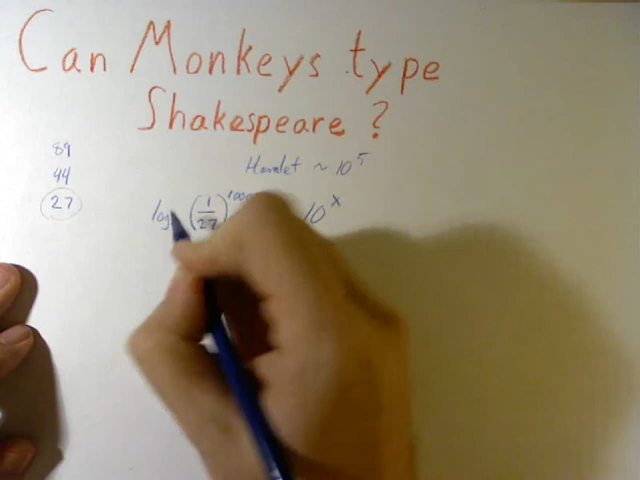 Can Monkeys type
Shakespeare ?
89
44
27
Hamlet ~ 10^5
log (1/27)^100 10^x